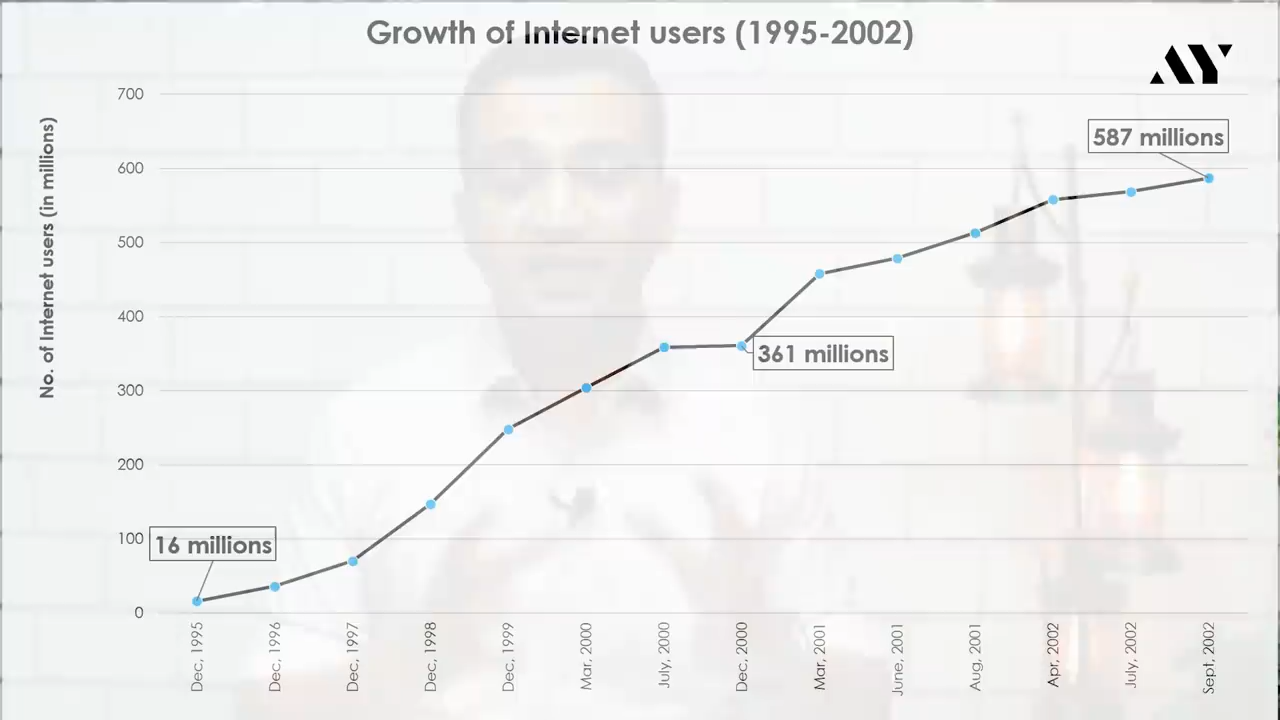 Growth of Internet users (1995-2002)
AY
No. of Internet users (in millions)
700
600
500
400
300
200
100
0
587 millions
361 millions
16 millions
Dec, 1995
Dec, 1996
Dec, 1997
Dec, 1998
Dec, 1999
Mar, 2000
July, 2000
Dec, 2000
Mar, 2001
June, 2001
Aug, 2001
Apr, 2002
July, 2002
Sept, 2002